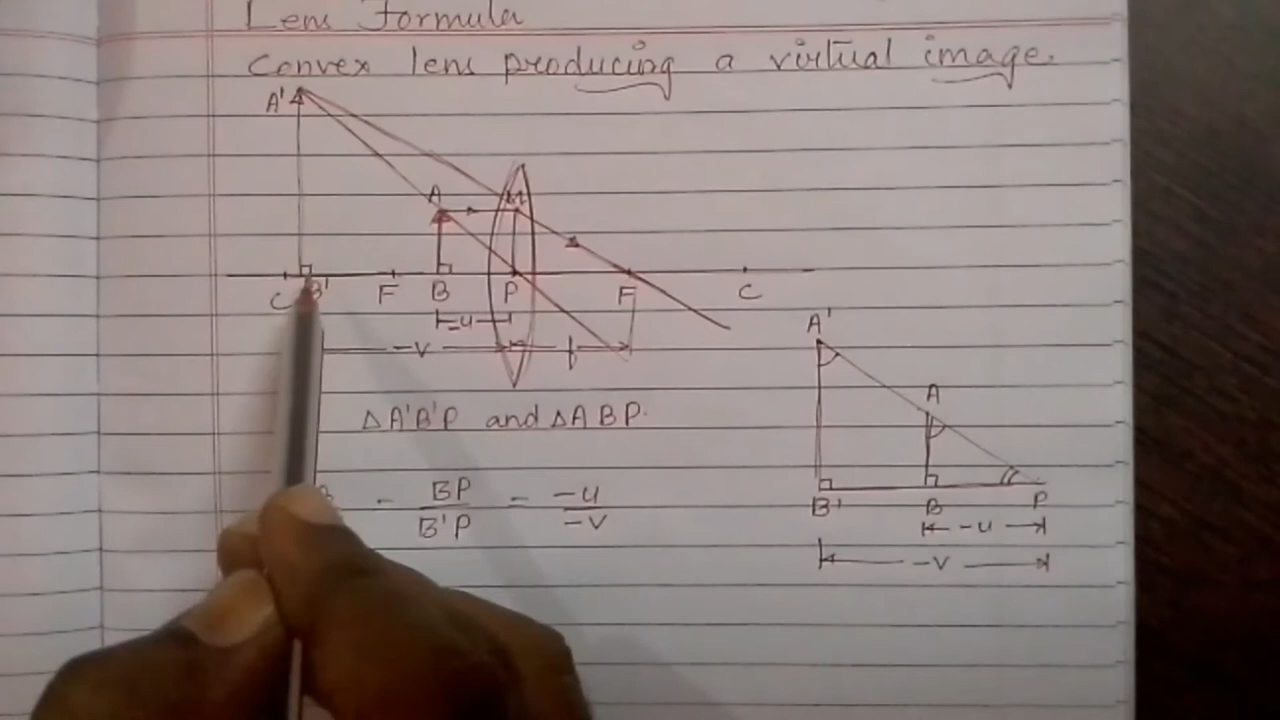 Lens Formula
Convex lens producing a virtual image.
A'
A M
C B' F B P F C
-u
-v f
A'
ΔA'B'P and ΔABP.
A
- BP/B'P = -u/-v
B' B P
-u
-v